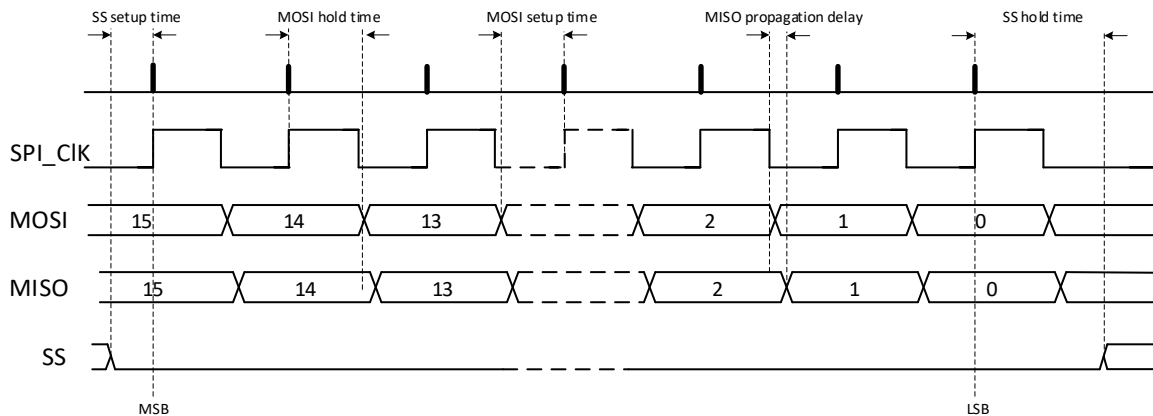 SS setup time MOSI hold time MOSI setup time MISO propagation delay SS hold time
SPI_ClK
MOSI 15 14 13 2 1 0
MISO 15 14 13 2 1 0
SS
MSB LSB